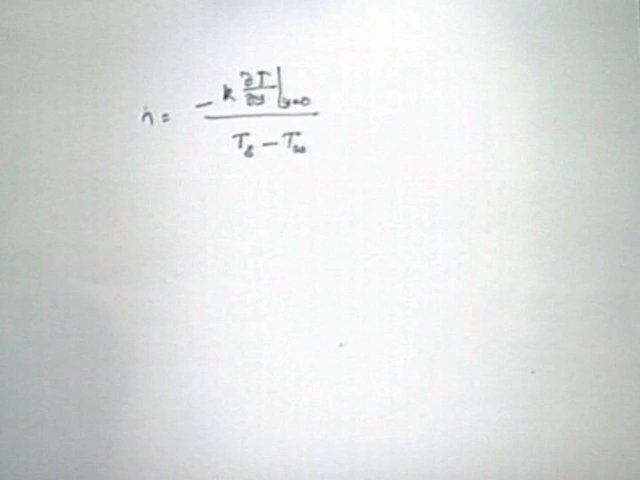 h = -k ∂T/∂y|y=0 / T_s - T_∞